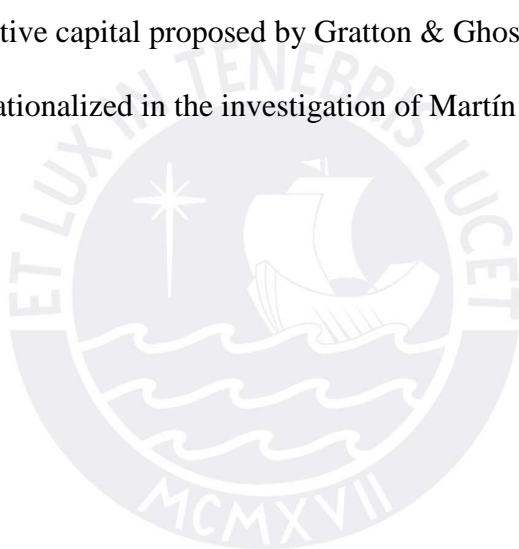 tive capital proposed by Gratton & Ghos
ationalized in the investigation of Martín
ET LUX IN TENEBRIS LUCET
MCMXVII